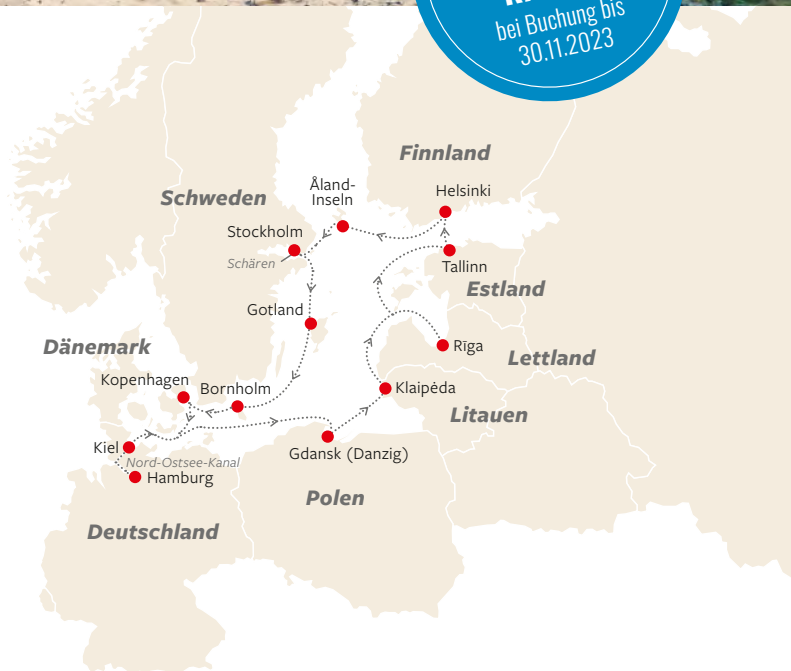 bei Buchung bis
30.11.2023
Finnland
Åland-
Inseln
Helsinki
Schweden
Stockholm
Schären
Tallinn
Estland
Gotland
Dänemark
Rīga
Lettland
Kopenhagen
Bornholm
Klaipėda
Litauen
Kiel
Nord-Ostsee-Kanal
Gdansk (Danzig)
Hamburg
Polen
Deutschland